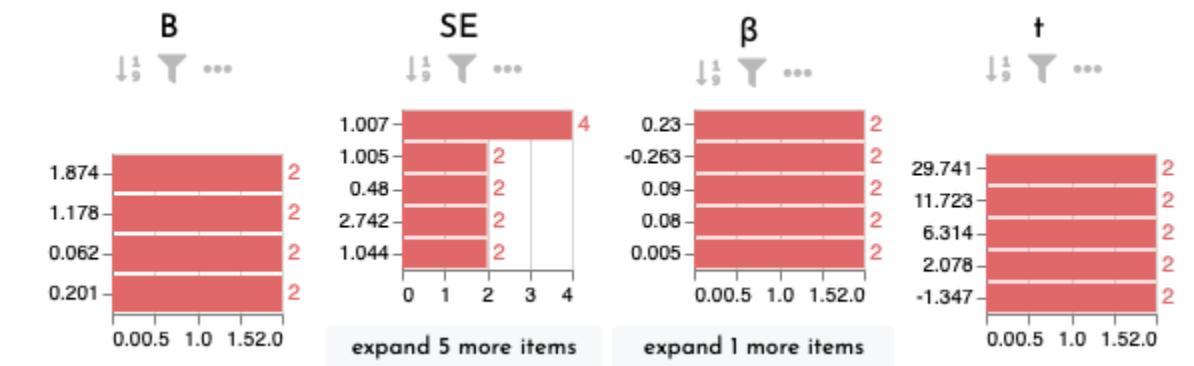 B
1.874 2
1.178 2
0.062 2
0.201 2
0.00.5 1.0 1.52.0
SE
1.007 4
1.005 2
0.48 2
2.742 2
1.044 2
0 1 2 3 4
expand 5 more items
β
0.23 2
-0.263 2
0.09 2
0.08 2
0.005 2
0.00.5 1.0 1.52.0
expand 1 more items
t
29.741 2
11.723 2
6.314 2
2.078 2
-1.347 2
0.00.5 1.0 1.52.0